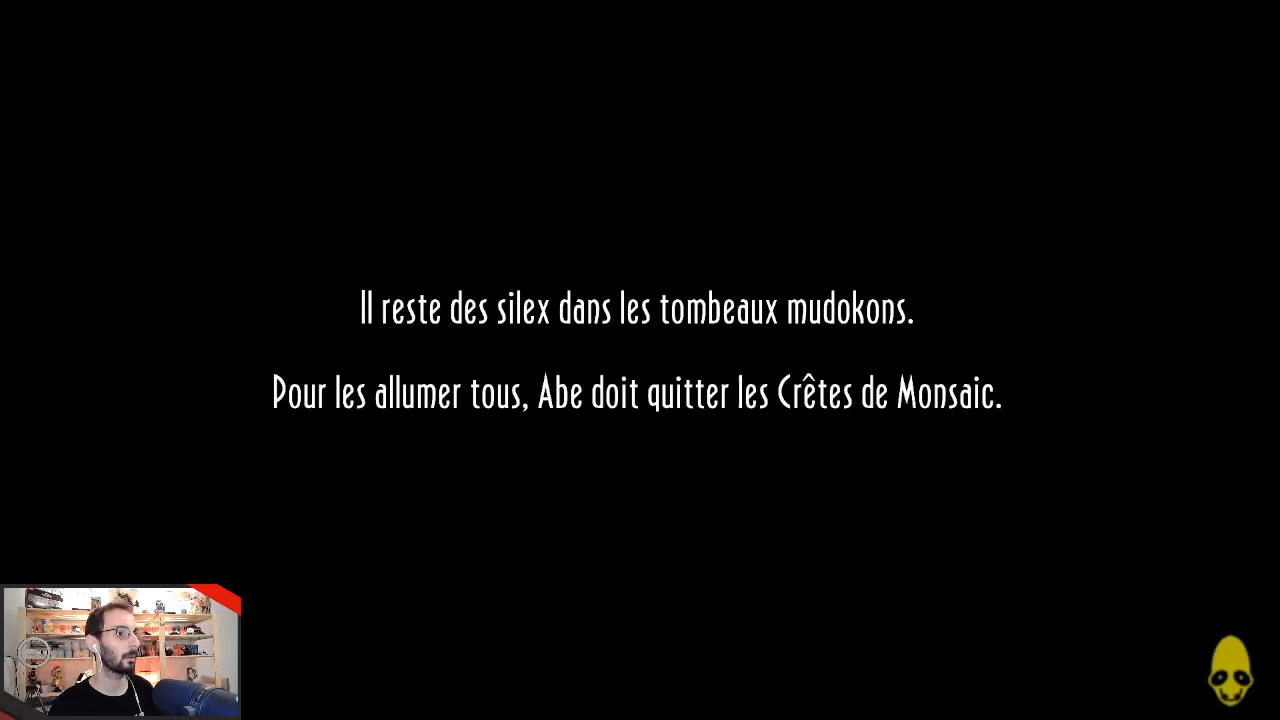 Il reste des silex dans les tombeaux mudokons.
Pour les allumer tous, Abe doit quitter les Crêtes de Monsaic.